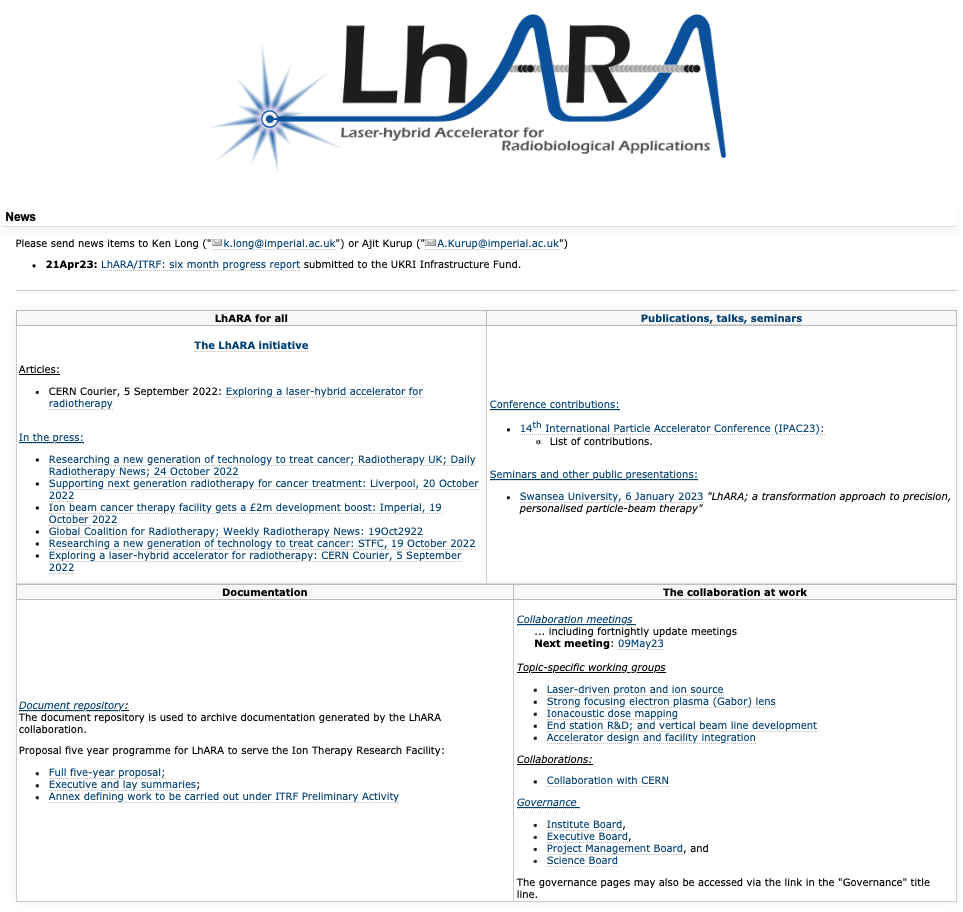 LhARA
Laser-hybrid Accelerator for
Radiobiological Applications
News
Please send news items to Ken Long ("k.long@imperial.ac.uk") or Ajit Kurup ("A.Kurup@imperial.ac.uk")
• 21Apr23: LhARA/ITRF: six month progress report submitted to the UKRI Infrastructure Fund.
LhARA for all
The LhARA initiative
Articles:
• CERN Courier, 5 September 2022: Exploring a laser-hybrid accelerator for
radiotherapy
In the press:
• Researching a new generation of technology to treat cancer; Radiotherapy UK; Daily
Radiotherapy News; 24 October 2022
• Supporting next generation radiotherapy for cancer treatment: Liverpool, 20 October
2022
• Ion beam cancer therapy facility gets a £2m development boost: Imperial, 19
October 2022
• Global Coalition for Radiotherapy; Weekly Radiotherapy News: 19Oct2922
• Researching a new generation of technology to treat cancer: STFC, 19 October 2022
• Exploring a laser-hybrid accelerator for radiotherapy: CERN Courier, 5 September
2022
Publications, talks, seminars
Conference contributions:
• 14th International Particle Accelerator Conference (IPAC23):
◦ List of contributions.
Seminars and other public presentations:
• Swansea University, 6 January 2023 "LhARA; a transformation approach to precision,
personalised particle-beam therapy"
Documentation
Document repository:
The document repository is used to archive documentation generated by the LhARA
collaboration.
Proposal five year programme for LhARA to serve the Ion Therapy Research Facility:
• Full five-year proposal;
• Executive and lay summaries;
• Annex defining work to be carried out under ITRF Preliminary Activity
The collaboration at work
Collaboration meetings
... including fortnightly update meetings
Next meeting: 09May23
Topic-specific working groups
• Laser-driven proton and ion source
• Strong focusing electron plasma (Gabor) lens
• Ionacoustic dose mapping
• End station R&D; and vertical beam line development
• Accelerator design and facility integration
Collaborations:
• Collaboration with CERN
Governance
• Institute Board,
• Executive Board,
• Project Management Board, and
• Science Board
The governance pages may also be accessed via the link in the "Governance" title
line.